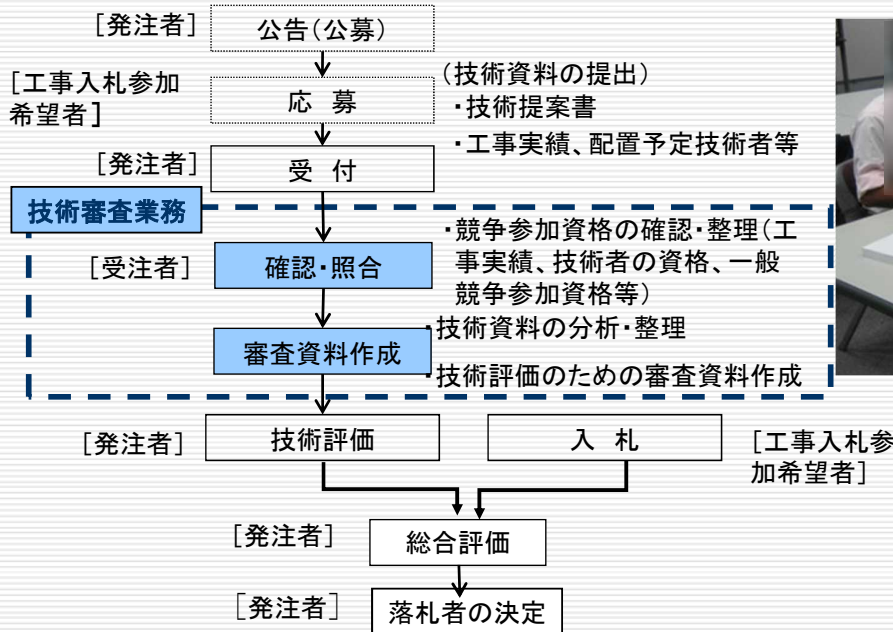 [発注者]
公告(公募)
[工事入札参加
希望者]
応 募
(技術資料の提出)
・技術提案書
・工事実績、配置予定技術者等
[発注者]
受 付
技術審査業務
[受注者]
確認・照合
・競争参加資格の確認・整理(工
事実績、技術者の資格、一般
競争参加資格等)
審査資料作成
・技術資料の分析・整理
・技術評価のための審査資料作成
[発注者]
技術評価
入 札
[工事入札参
加希望者]
[発注者]
総合評価
[発注者]
落札者の決定